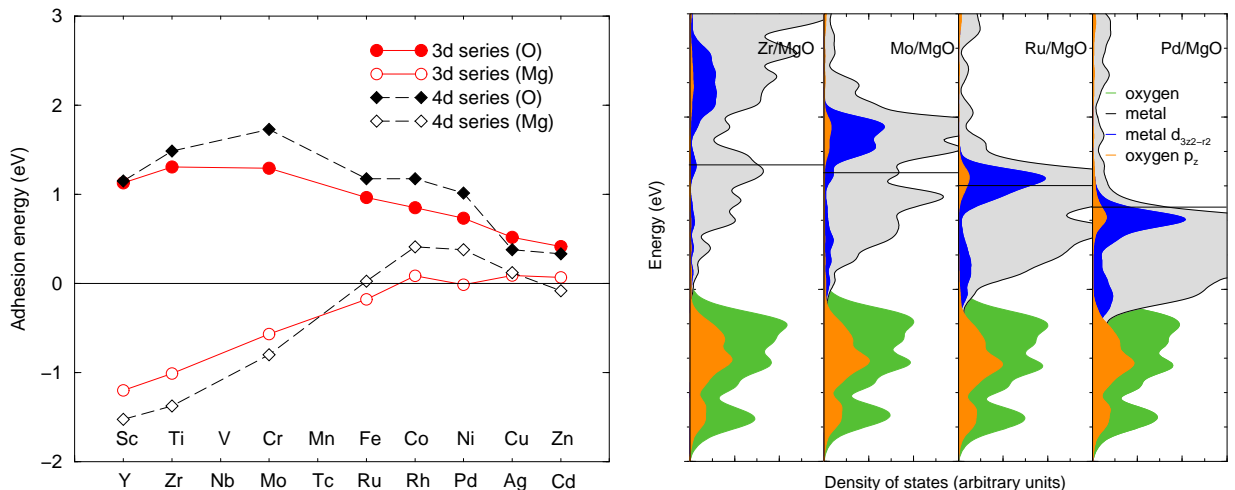 3
2
1
0
−1
−2
Adhesion energy (eV)
3d series (O)
3d series (Mg)
4d series (O)
4d series (Mg)
Sc Ti V Cr Mn Fe Co Ni Cu Zn
Y Zr Nb Mo Tc Ru Rh Pd Ag Cd
Energy (eV)
Zr/MgO Mo/MgO Ru/MgO Pd/MgO
oxygen
metal
metal d3z2−r2
oxygen pz
Density of states (arbitrary units)